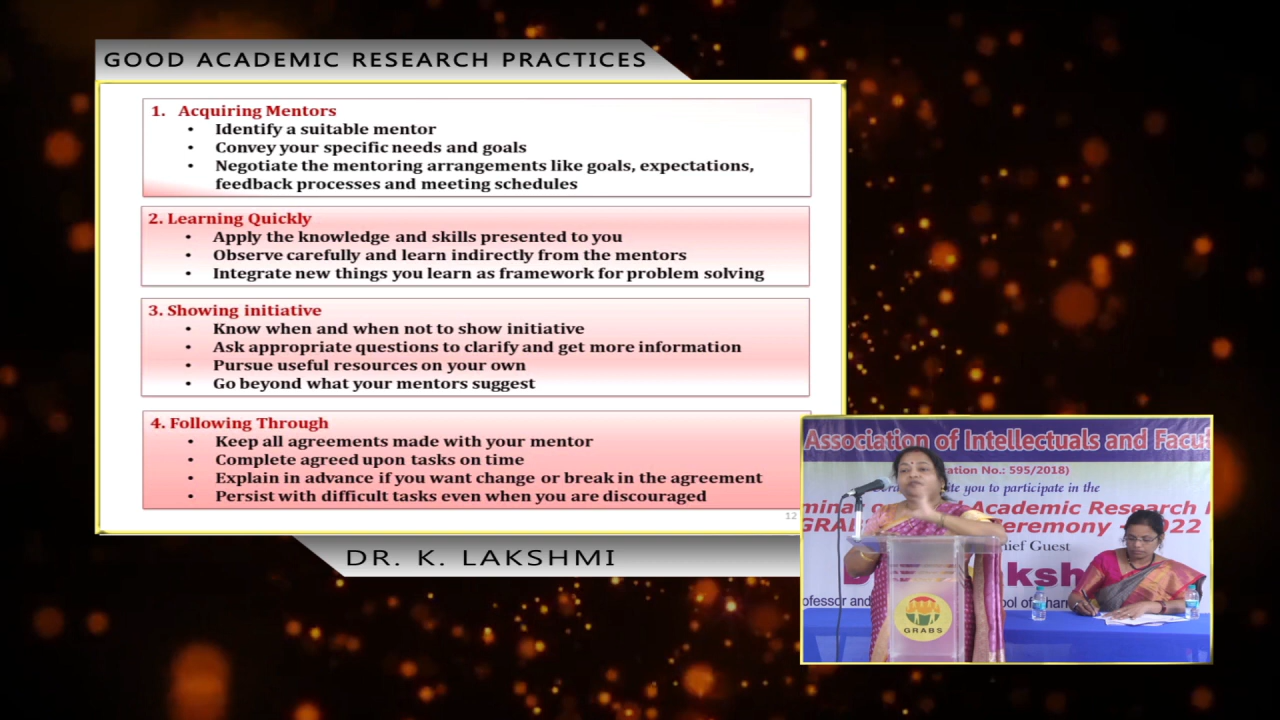 GOOD ACADEMIC RESEARCH PRACTICES
1. Acquiring Mentors
• Identify a suitable mentor
• Convey your specific needs and goals
• Negotiate the mentoring arrangements like goals, expectations,
feedback processes and meeting schedules
2. Learning Quickly
• Apply the knowledge and skills presented to you
• Observe carefully and learn indirectly from the mentors
• Integrate new things you learn as framework for problem solving
3. Showing initiative
• Know when and when not to show initiative
• Ask appropriate questions to clarify and get more information
• Pursue useful resources on your own
• Go beyond what your mentors suggest
4. Following Through
• Keep all agreements made with your mentor
• Complete agreed upon tasks on time
• Explain in advance if you want change or break in the agreement
• Persist with difficult tasks even when you are discouraged
12
DR. K. LAKSHMI
Association of Intellectuals and Facu
ration No.: 595/2018)
te you to participate in the
minar Academic Research
GRA Ceremony 22
hief Guest
ksh
ofessor and ool of
GRABS